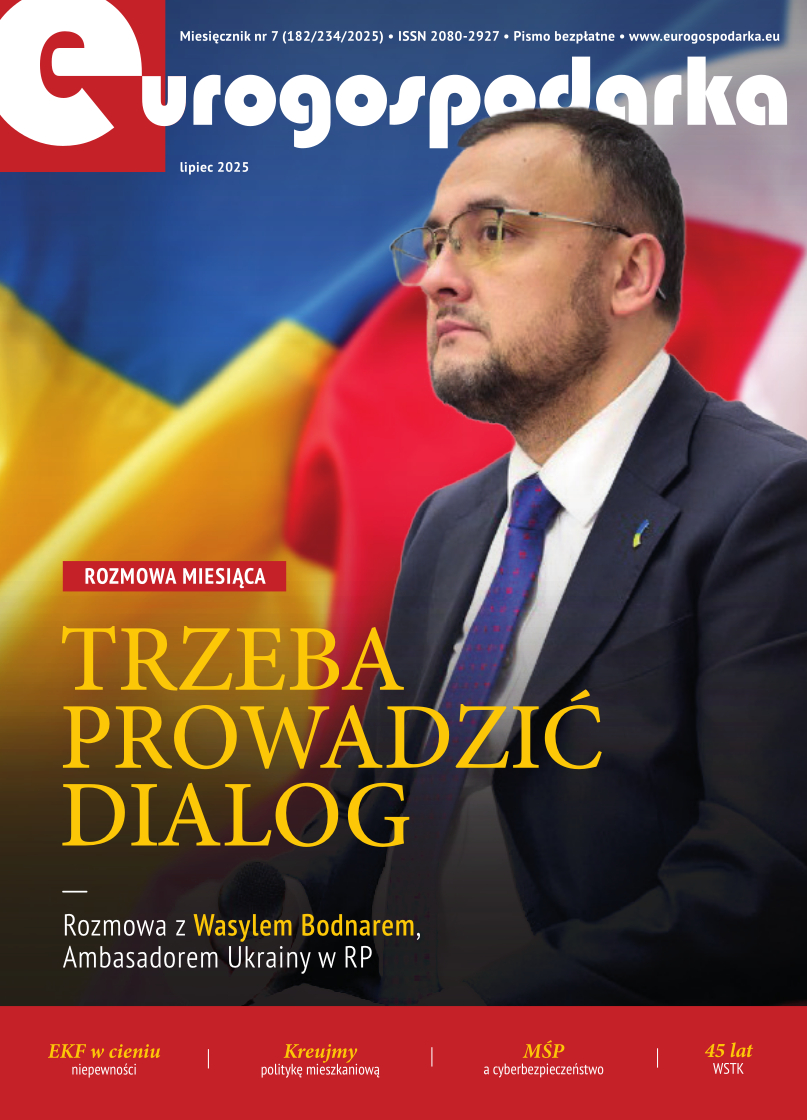 Miesięcznik nr 7 (182/234/2025) • ISSN 2080-2927 • Pismo bezpłatne • www.eurogospodarka.eu
eurogospodarka
lipiec 2025
ROZMOWA MIESIĄCA
TRZEBA
PROWADZIĆ
DIALOG
Rozmowa z Wasylem Bodnarem,
Ambasadorem Ukrainy w RP
EKF w cieniu
niepewności
Kreujmy
politykę mieszkaniową
MŚP
a cyberbezpieczeństwo
45 lat
WSTK